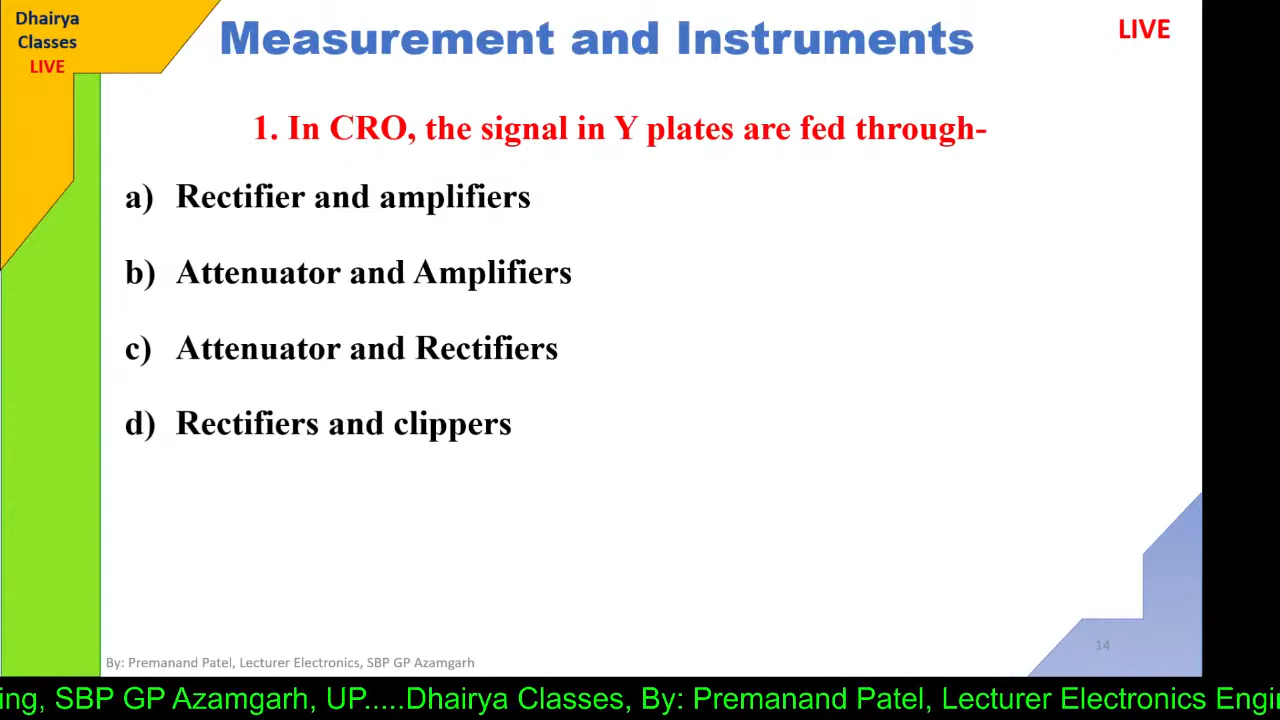 Dhairya
Classes
LIVE
Measurement and Instruments
LIVE
1. In CRO, the signal in Y plates are fed through-
a) Rectifier and amplifiers
b) Attenuator and Amplifiers
c) Attenuator and Rectifiers
d) Rectifiers and clippers
14
By: Premanand Patel, Lecturer Electronics, SBP GP Azamgarh
ing, SBP GP Azamgarh, UP.....Dhairya Classes, By: Premanand Patel, Lecturer Electronics Engi